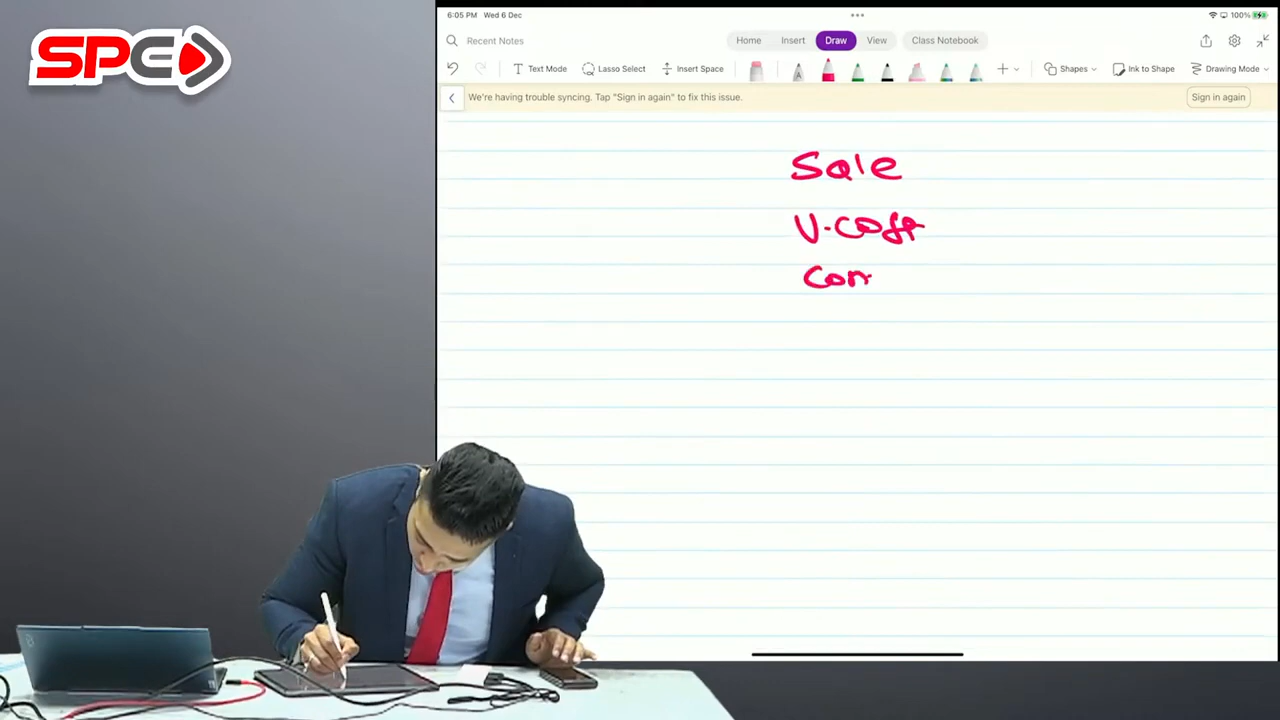 SPE
6:05 PM Wed 6 Dec
100%
Recent Notes
Home Insert Draw View Class Notebook
Text Mode Lasso Select Insert Space A Shapes Ink to Shape Drawing Mode
We're having trouble syncing. Tap "Sign in again" to fix this issue. Sign in again
Sale
V.Cost
Con